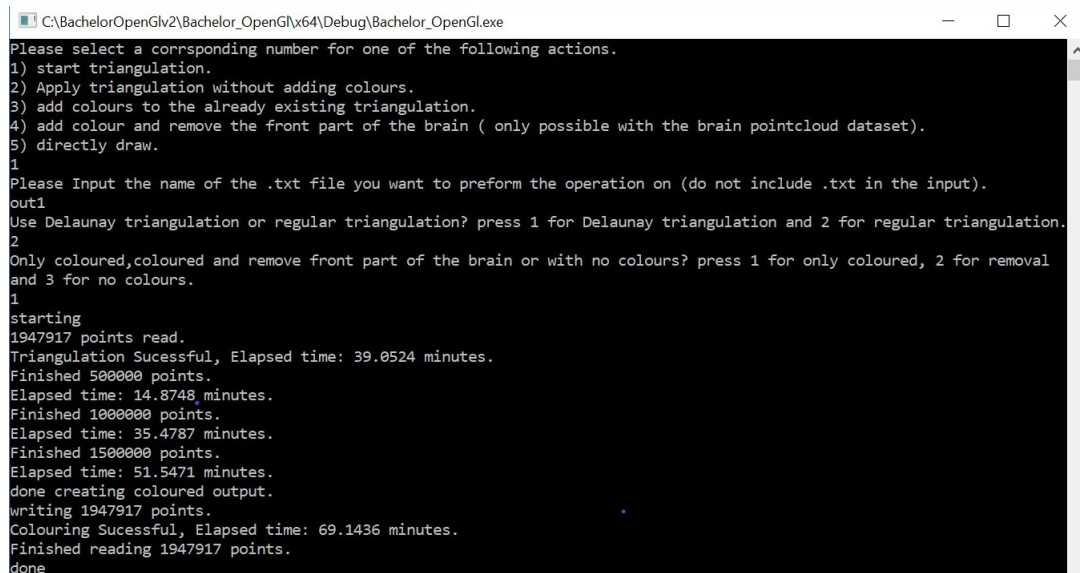 C:\BachelorOpenGlv2\Bachelor_OpenGl\x64\Debug\Bachelor_OpenGl.exe
Please select a corrsponding number for one of the following actions.
1) start triangulation.
2) Apply triangulation without adding colours.
3) add colours to the already existing triangulation.
4) add colour and remove the front part of the brain ( only possible with the brain pointcloud dataset).
5) directly draw.
1
Please Input the name of the .txt file you want to preform the operation on (do not include .txt in the input).
out1
Use Delaunay triangulation or regular triangulation? press 1 for Delaunay triangulation and 2 for regular triangulation.
2
Only coloured,coloured and remove front part of the brain or with no colours? press 1 for only coloured, 2 for removal
and 3 for no colours.
1
starting
1947917 points read.
Triangulation Sucessful, Elapsed time: 39.0524 minutes.
Finished 500000 points.
Elapsed time: 14.8748 minutes.
Finished 1000000 points.
Elapsed time: 35.4787 minutes.
Finished 1500000 points.
Elapsed time: 51.5471 minutes.
done creating coloured output.
writing 1947917 points.
Colouring Sucessful, Elapsed time: 69.1436 minutes.
Finished reading 1947917 points.
done